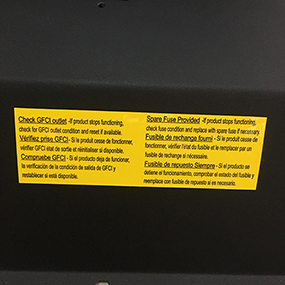 Check GFCI outlet -If product stops functioning,
check for GFCI outlet condition and reset if available.
Vérifiez priso GFCI - Si le produit cesse de fonctionner,
vérifier GFCI état de sortie et réinitialiser si disponible.
Compruebe GFCI - Si el producto deja de funcioner,
la verificación de la condición de salida de GFCI y
restablecer si está disponible.
Spare Fuse Provided - If product stops functioning,
check fuse condition and replace with spare fuse if necessary.
Fusible de rechange fourni - Si le produit cesse de
fonctionner, vérifier l'état du fusible et le remplacer par un
fusible de rechange si nécessaire.
Fusible de repuesto Siempre - Si el producto se
detiene el funcionamiento, comprobar el estado del fusible y
reemplace con fusible de repuesto si es necesario.